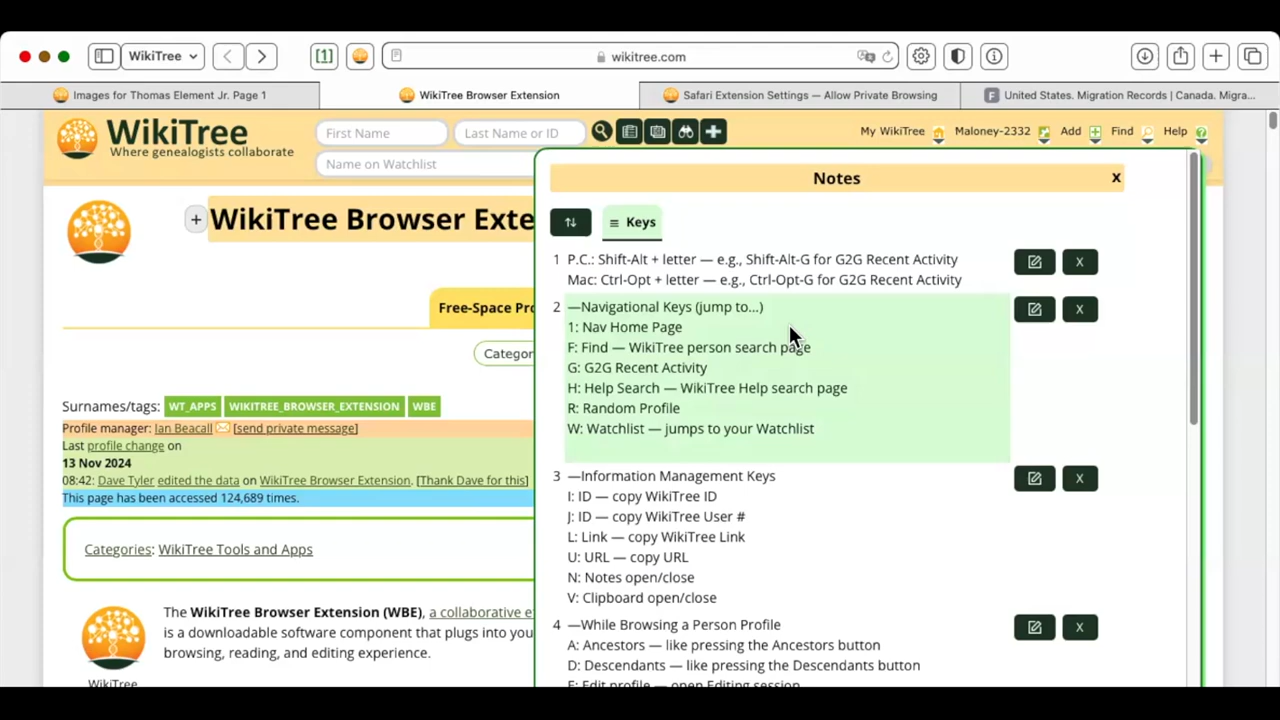 WikiTree
[1]
wikitree.com
Images for Thomas Element Jr. Page 1
WikiTree Browser Extension
Safari Extension Settings — Allow Private Browsing
F
United States. Migration Records | Canada. Migra...
WikiTree
Where genealogists collaborate
First Name
Last Name or ID
Name on Watchlist
My WikiTree
Maloney-2332
Add
Find
Help
Notes
x
+
WikiTree Browser Exte
Keys
1 P.C.: Shift-Alt + letter — e.g., Shift-Alt-G for G2G Recent Activity
Mac: Ctrl-Opt + letter — e.g., Ctrl-Opt-G for G2G Recent Activity
X
2 —Navigational Keys (jump to...)
1: Nav Home Page
F: Find — WikiTree person search page
G: G2G Recent Activity
H: Help Search — WikiTree Help search page
R: Random Profile
W: Watchlist — jumps to your Watchlist
X
3 —Information Management Keys
I: ID — copy WikiTree ID
J: ID — copy WikiTree User #
L: Link — copy WikiTree Link
U: URL — copy URL
N: Notes open/close
V: Clipboard open/close
X
4 —While Browsing a Person Profile
A: Ancestors — like pressing the Ancestors button
D: Descendants — like pressing the Descendants button
E: Edit profile — open Editing session
X
Free-Space Pro
Categor
Surnames/tags: WT_APPS WIKITREE_BROWSER_EXTENSION WBE
Profile manager: Ian Beacall [send private message]
Last profile change on
13 Nov 2024
08:42: Dave Tyler edited the data on WikiTree Browser Extension. [Thank Dave for this]
This page has been accessed 124,689 times.
Categories: WikiTree Tools and Apps
The WikiTree Browser Extension (WBE), a collaborative e
is a downloadable software component that plugs into you
browsing, reading, and editing experience.
WikiTree